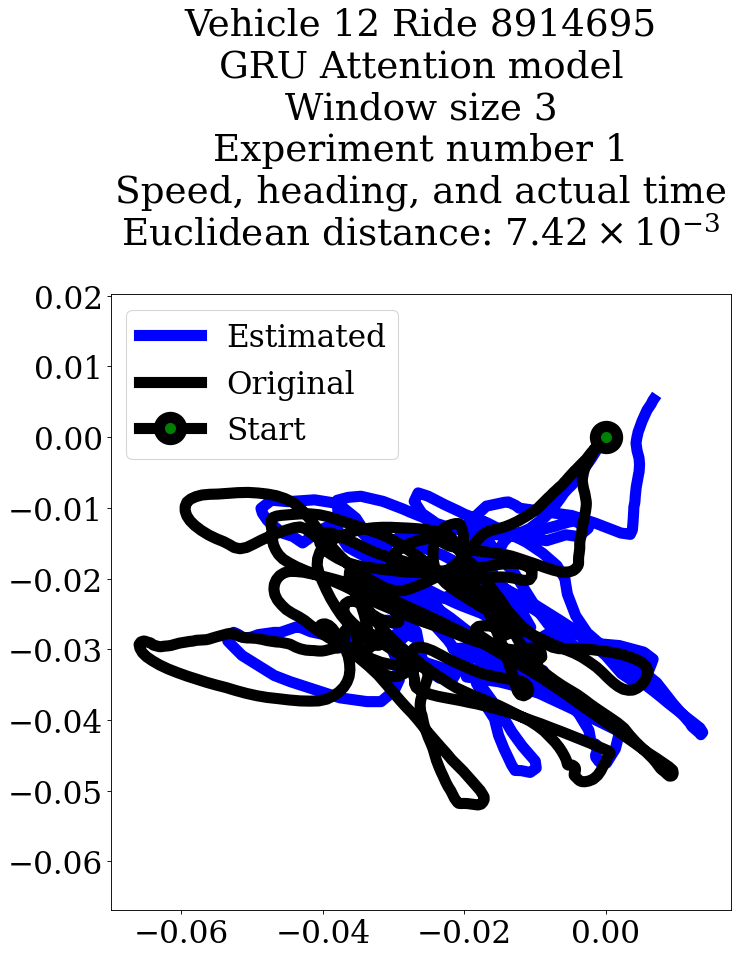 Vehicle 12 Ride 8914695
GRU Attention model
Window size 3
Experiment number 1
Speed, heading, and actual time
Euclidean distance: 7.42 × 10⁻³
0.02
0.01
0.00
−0.01
−0.02
−0.03
−0.04
−0.05
−0.06
Estimated
Original
Start
−0.06
−0.04
−0.02
0.00